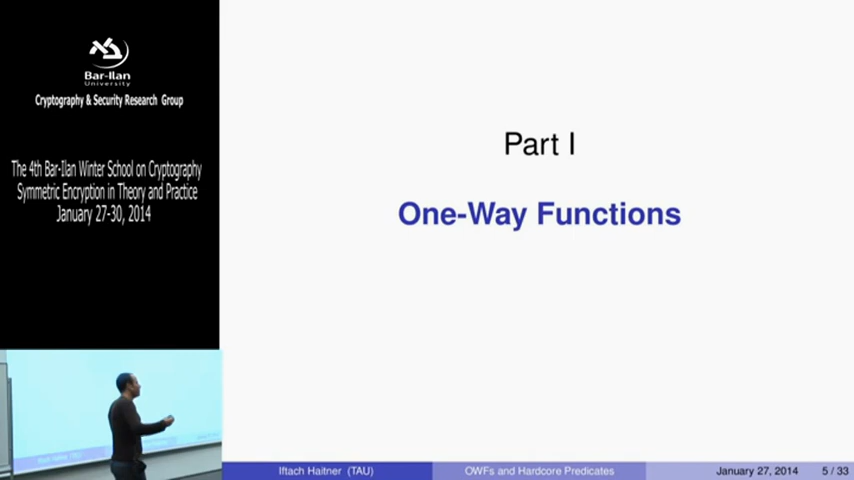 Bar-Ilan
University
Cryptography & Security Research Group
The 4th Bar-Ilan Winter School on Cryptography
Symmetric Encryption in Theory and Practice
January 27-30, 2014
Part I
One-Way Functions
Iftach Haitner (TAU)
OWFs and Hardcore Predicates
January 27, 2014
5 / 33